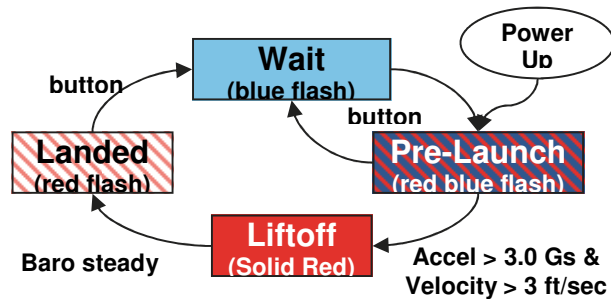 Wait
(blue flash)
Power
Up
button
button
Landed
(red flash)
Pre-Launch
(red blue flash)
Liftoff
(Solid Red)
Baro steady
Accel > 3.0 Gs &
Velocity > 3 ft/sec